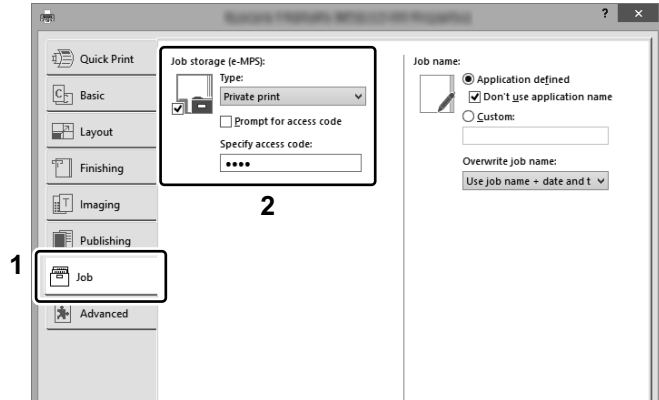 ?
Quick Print
Basic
Layout
Finishing
Imaging
Publishing
1
Job
Advanced
Job storage (e-MPS):
Type:
Private print
Prompt for access code
Specify access code:
••••
2
Job name:
Application defined
Don't use application name
Custom:
Overwrite job name:
Use job name + date and t